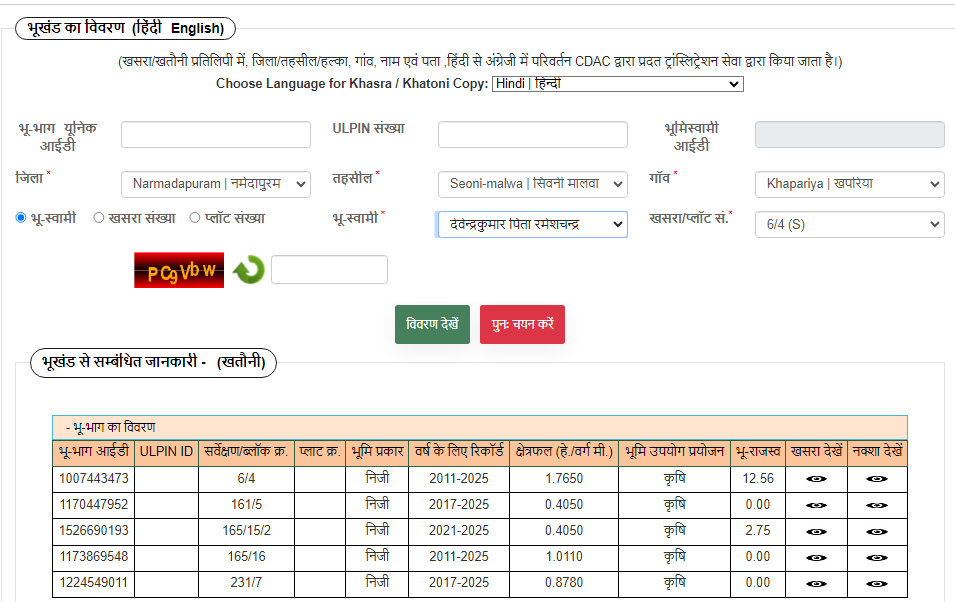 भूखंड का विवरण (हिंदी English)
(खसरा/खतौनी प्रतिलिपी में, जिला/तहसील/हल्का, गांव, नाम एवं पता ,हिंदी से अंग्रेजी में परिवर्तन CDAC द्वारा प्रदत ट्रांस्लिट्रेशन सेवा द्वारा किया जाता है।)
Choose Language for Khasra / Khatoni Copy: Hindi | हिन्दी
भू-भाग यूनिक आईडी ULPIN संख्या भूमिस्वामी आईडी
जिला * Narmadapuram | नर्मदापुरम तहसील * Seoni-malwa | सिवनी मालवा गाँव * Khapariya | खपरिया
भू-स्वामी खसरा संख्या प्लॉट संख्या भू-स्वामी * देवेन्द्रकुमार पिता रमेशचन्द्र खसरा/प्लॉट सं.* 6/4 (S)
PCgVbW
विवरण देखें पुनः चयन करें
भूखंड से सम्बंधित जानकारी - (खतौनी)
- भू-भाग का विवरण
भू-भाग आईडी ULPIN ID सर्वेक्षण/ब्लॉक क्र. प्लाट क्र. भूमि प्रकार वर्ष के लिए रिकॉर्ड क्षेत्रफल (हे./वर्ग मी.) भूमि उपयोग प्रयोजन भू-राजस्व खसरा देखें नक्शा देखें
1007443473 6/4 निजी 2011-2025 1.7650 कृषि 12.56
1170447952 161/5 निजी 2017-2025 0.4050 कृषि 0.00
1526690193 165/15/2 निजी 2021-2025 0.4050 कृषि 2.75
1173869548 165/16 निजी 2011-2025 1.0110 कृषि 0.00
1224549011 231/7 निजी 2017-2025 0.8780 कृषि 0.00